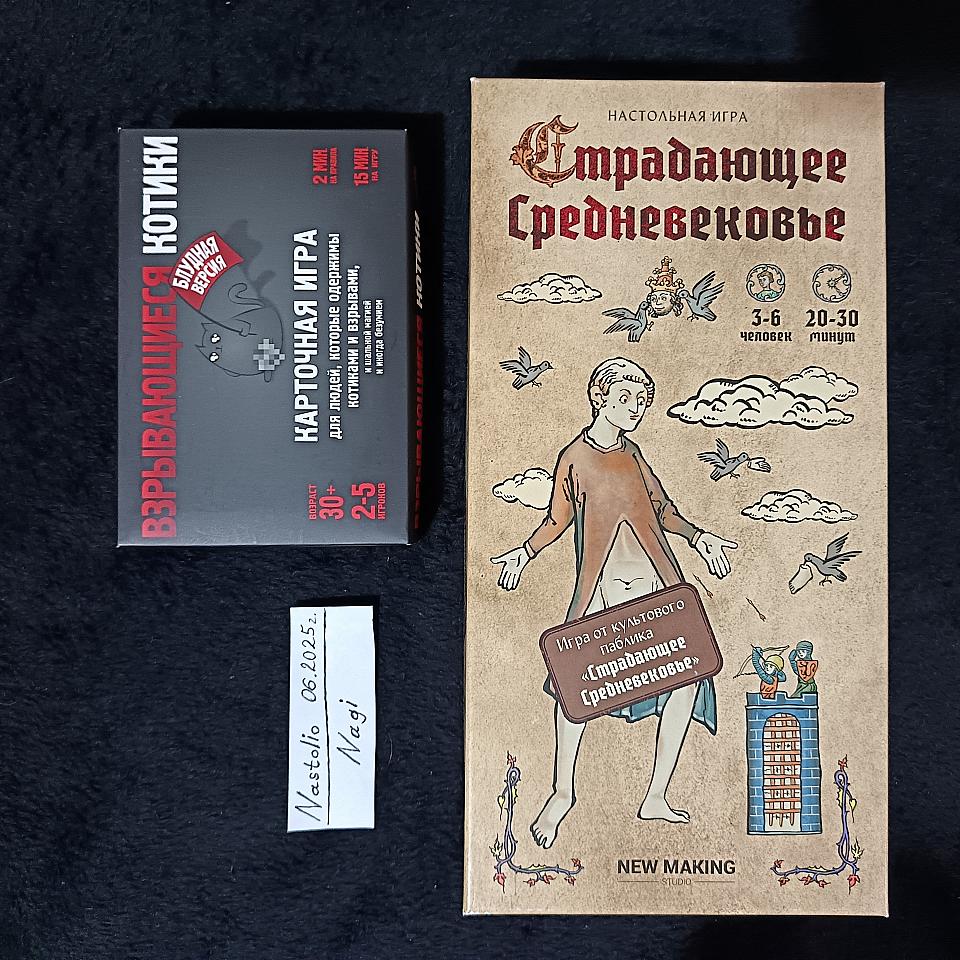 ВЗРЫВАЮЩИЕСЯ КОТИКИ
БЛУДНАЯ
ВЕРСИЯ
КАРТОЧНАЯ ИГРА
ДЛЯ ЛЮДЕЙ, КОТОРЫЕ ОДЕРЖИМЫ
КОТИКАМИ И ВЗРЫВАМИ,
И ШАЛЬНОЙ МАГИЕЙ
И ИНОГДА БЕЗУМИЕМ
ВОЗРАСТ
30+
2-5
ИГРОКОВ
2 МИН.
НА ПРАВИЛА
15 МИН.
НА ИГРУ
ВЗРЫВАЮЩИЕСЯ КОТИКИ
Nastolio 06.2025г.
Nagi
НАСТОЛЬНАЯ ИГРА
Страдающее
Средневековье
3-6
человек
20-30
минут
Игра от культового
паблика
«Страдающее
Средневековье»
NEW MAKING
STUDIO